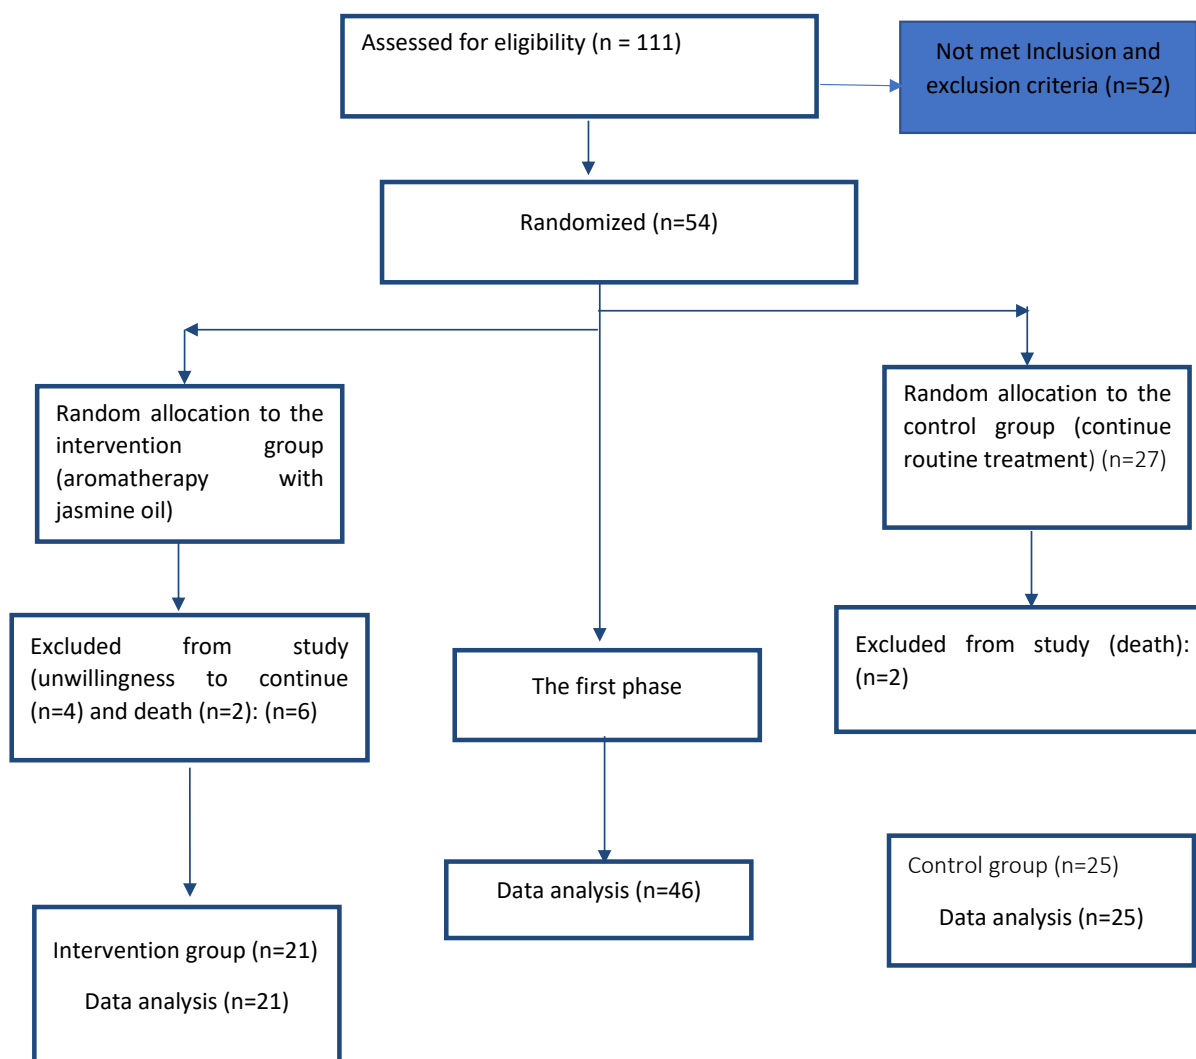 Assessed for eligibility (n = 111)
Not met Inclusion and
exclusion criteria (n=52)
Randomized (n=54)
Random allocation to the
intervention group
(aromatherapy with
jasmine oil)
Random allocation to the
control group (continue
routine treatment) (n=27)
Excluded from study
(unwillingness to continue
(n=4) and death (n=2): (n=6)
The first phase
Excluded from study (death):
(n=2)
Data analysis (n=46)
Control group (n=25)
Data analysis (n=25)
Intervention group (n=21)
Data analysis (n=21)